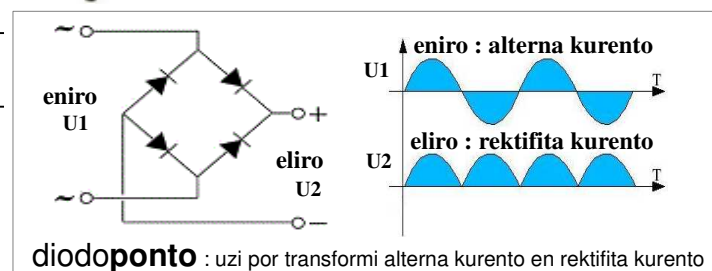 ~
eniro
U1
~
+
eliro
U2
−
eniro : alterna kurento
U1
T
eliro : rektifita kurento
U2
T
diodoponto : uzi por transformi alterna kurento en rektifita kurento